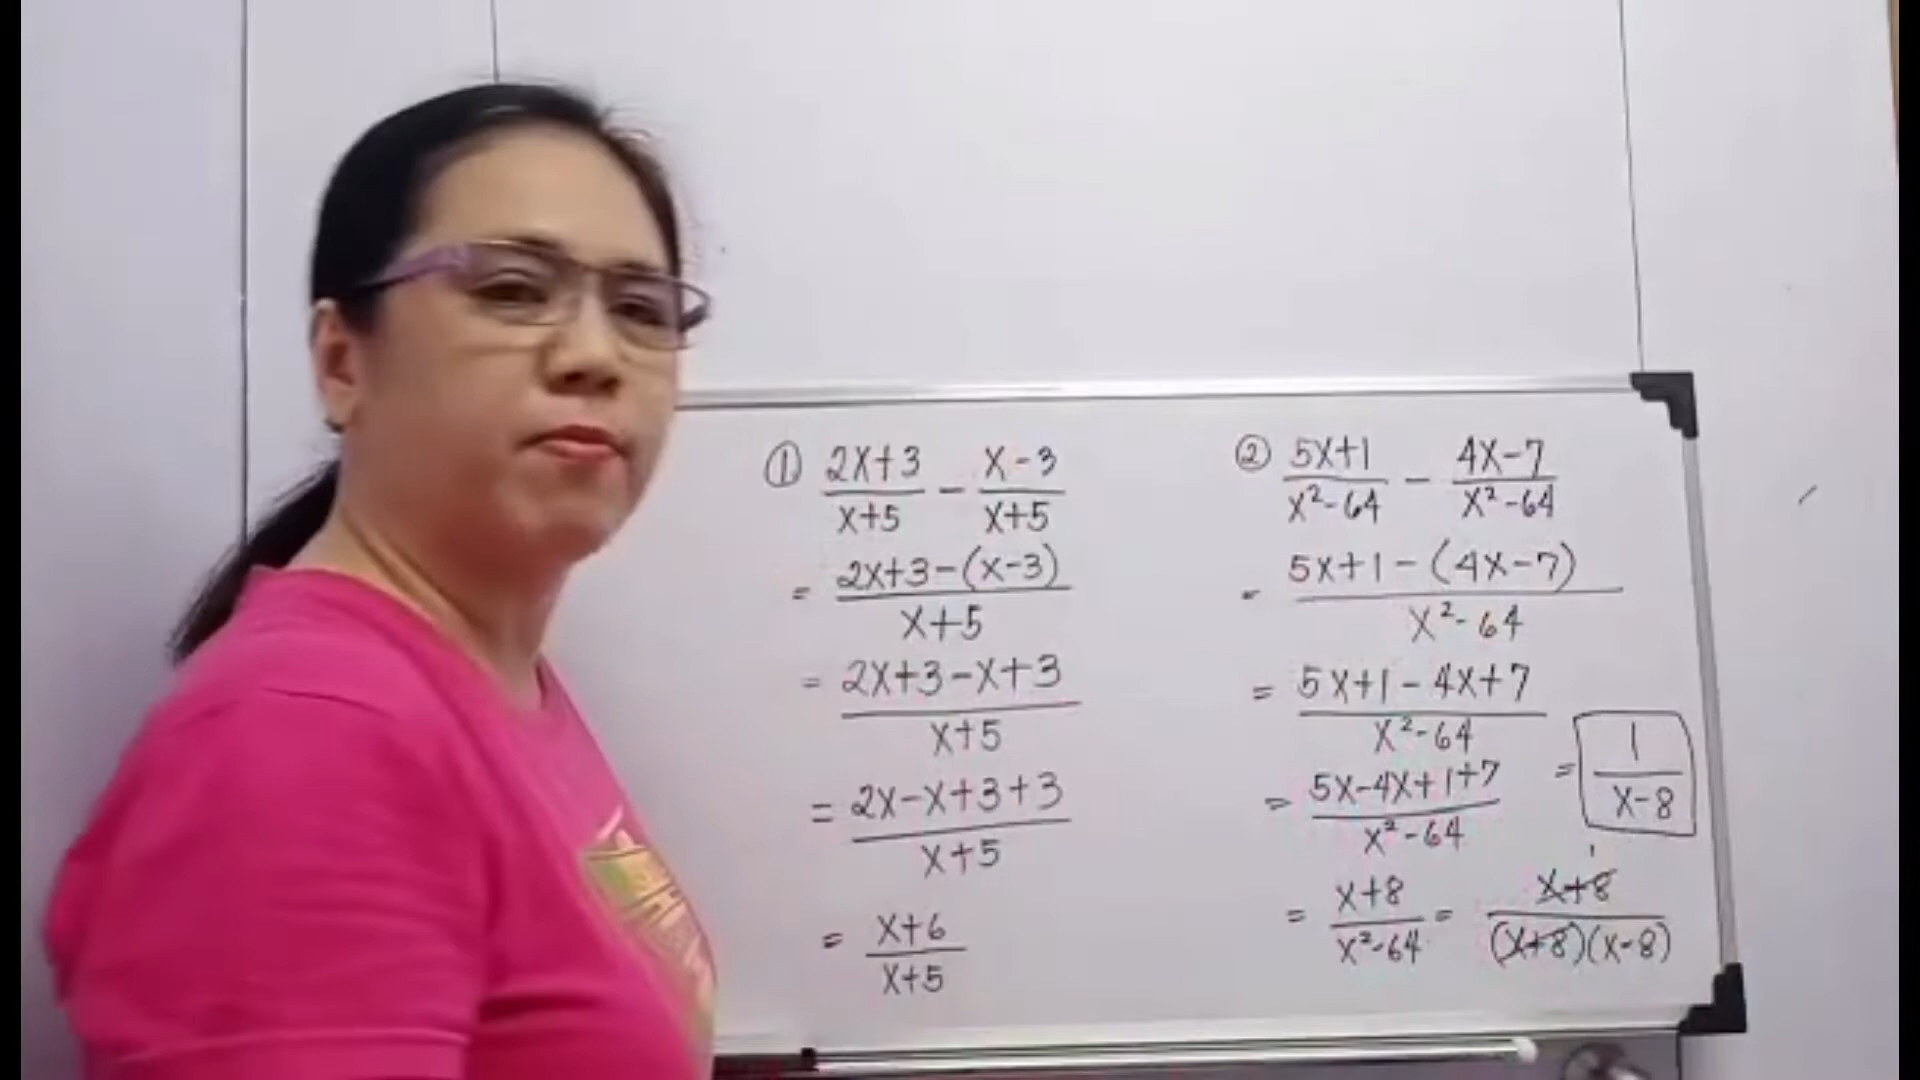 ① 2x+3/x+5 - x-3/x+5
= 2x+3-(x-3)/x+5
= 2x+3-x+3/x+5
= 2x-x+3+3/x+5
= x+6/x+5
② 5x+1/x²-64 - 4x-7/x²-64
= 5x+1-(4x-7)/x²-64
= 5x+1-4x+7/x²-64
= 5x-4x+1+7/x²-64
= x+8/x²-64 = x+8/(x+8)(x-8)
1
= 1/x-8